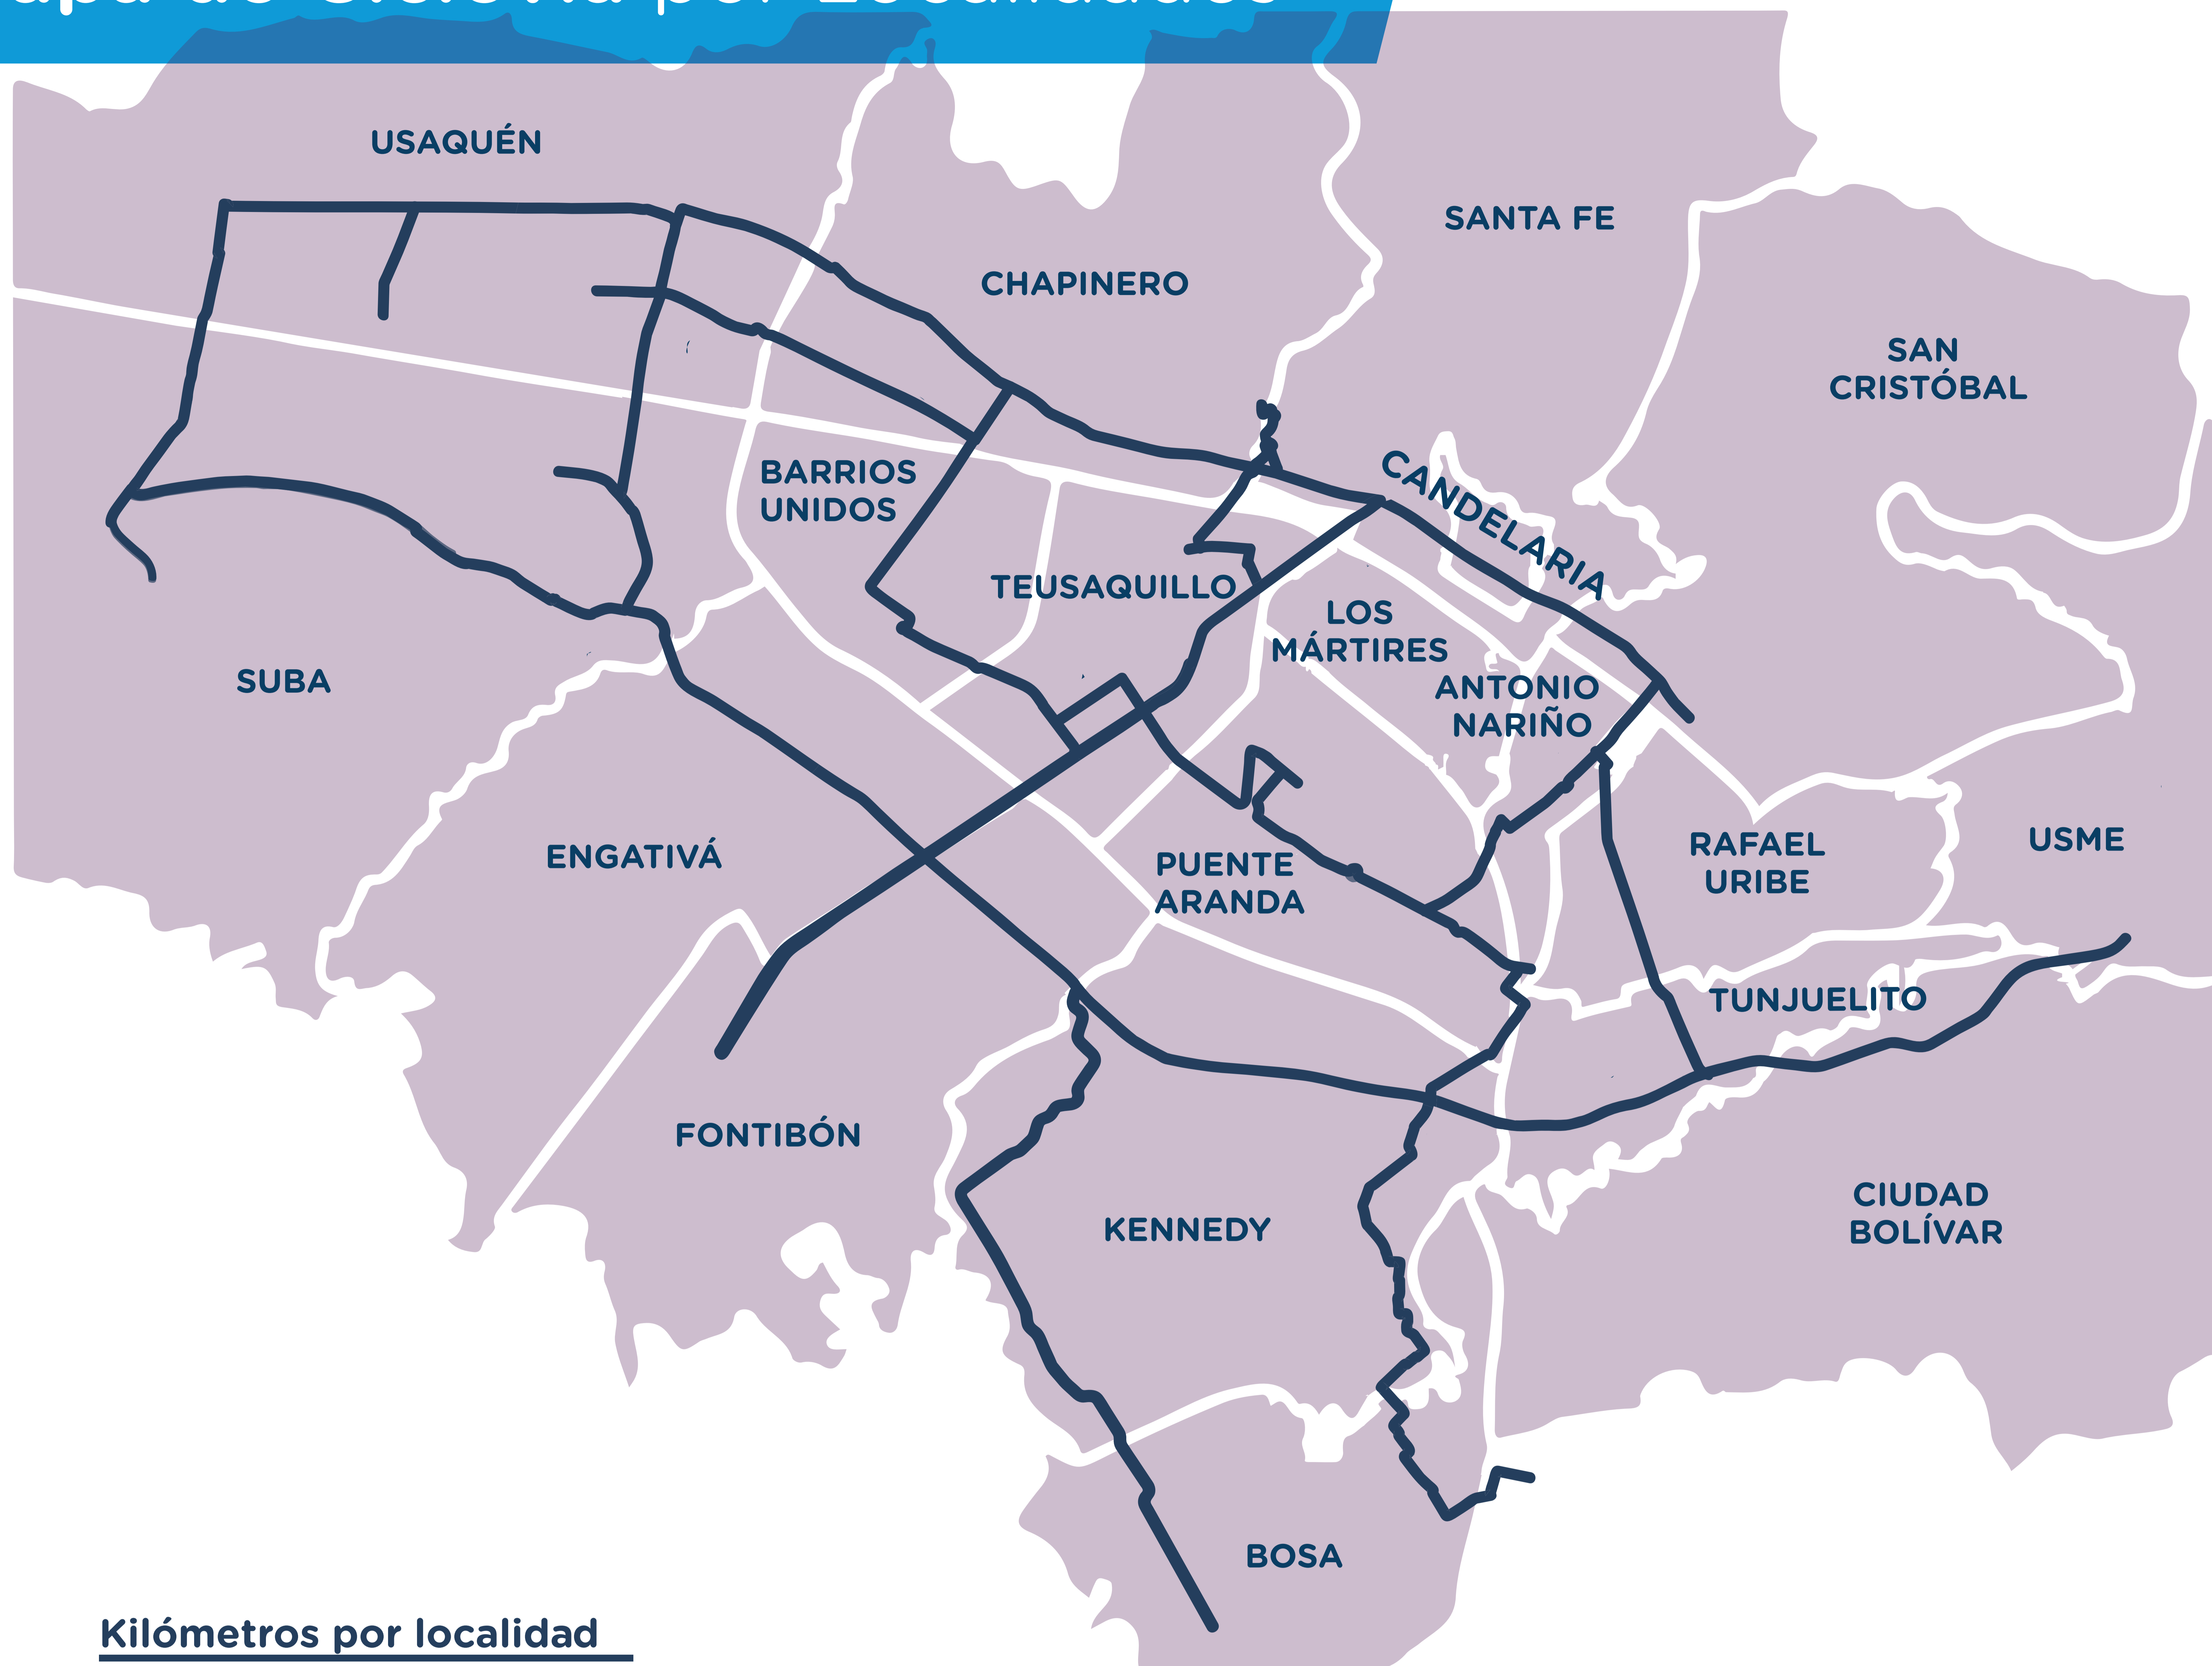 USAQUÉN
SANTA FE
CHAPINERO
SAN
CRISTÓBAL
BARRIOS
UNIDOS
CANDELARIA
TEUSAQUILLO
LOS
MÁRTIRES
SUBA
ANTONIO
NARIÑO
ENGATIVÁ
PUENTE
ARANDA
RAFAEL
URIBE
USME
TUNJUELITO
FONTIBÓN
KENNEDY
CIUDAD
BOLÍVAR
BOSA
Kilómetros por localidad